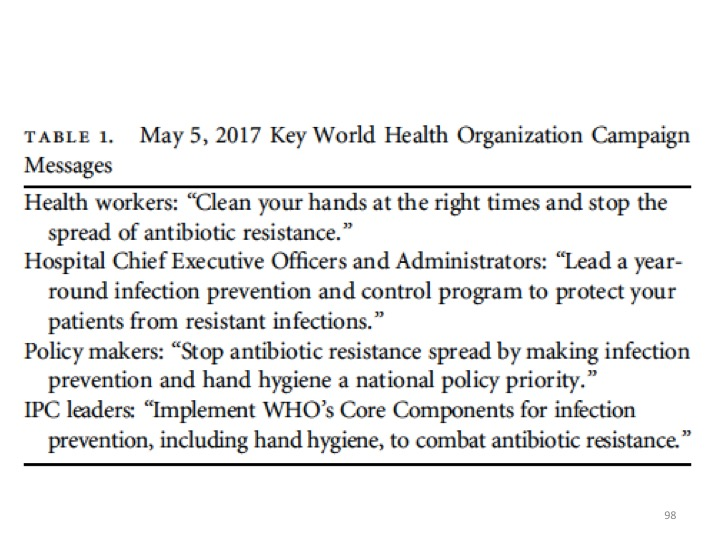 TABLE 1. May 5, 2017 Key World Health Organization Campaign
Messages
Health workers: “Clean your hands at the right times and stop the
spread of antibiotic resistance.”
Hospital Chief Executive Officers and Administrators: “Lead a year-
round infection prevention and control program to protect your
patients from resistant infections.”
Policy makers: “Stop antibiotic resistance spread by making infection
prevention and hand hygiene a national policy priority.”
IPC leaders: “Implement WHO’s Core Components for infection
prevention, including hand hygiene, to combat antibiotic resistance.”
98